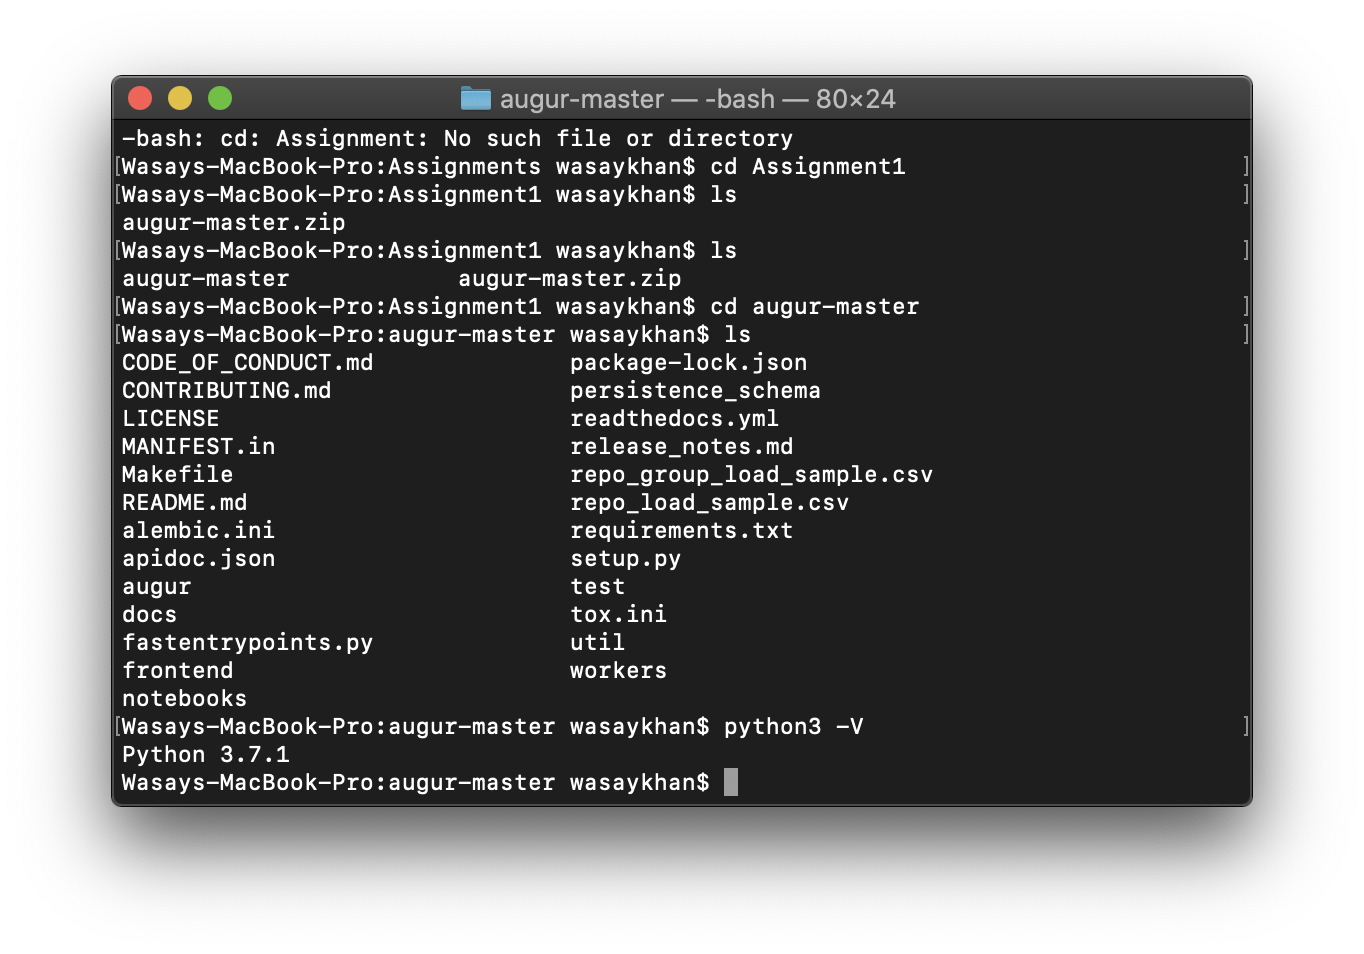 augur-master — -bash — 80×24
-bash: cd: Assignment: No such file or directory
[Wasays-MacBook-Pro:Assignments wasaykhan$ cd Assignment1 ]
[Wasays-MacBook-Pro:Assignment1 wasaykhan$ ls ]
augur-master.zip
[Wasays-MacBook-Pro:Assignment1 wasaykhan$ ls ]
augur-master augur-master.zip
[Wasays-MacBook-Pro:Assignment1 wasaykhan$ cd augur-master ]
[Wasays-MacBook-Pro:augur-master wasaykhan$ ls ]
CODE_OF_CONDUCT.md package-lock.json
CONTRIBUTING.md persistence_schema
LICENSE readthedocs.yml
MANIFEST.in release_notes.md
Makefile repo_group_load_sample.csv
README.md repo_load_sample.csv
alembic.ini requirements.txt
apidoc.json setup.py
augur test
docs tox.ini
fastentrypoints.py util
frontend workers
notebooks
[Wasays-MacBook-Pro:augur-master wasaykhan$ python3 -V ]
Python 3.7.1
Wasays-MacBook-Pro:augur-master wasaykhan$